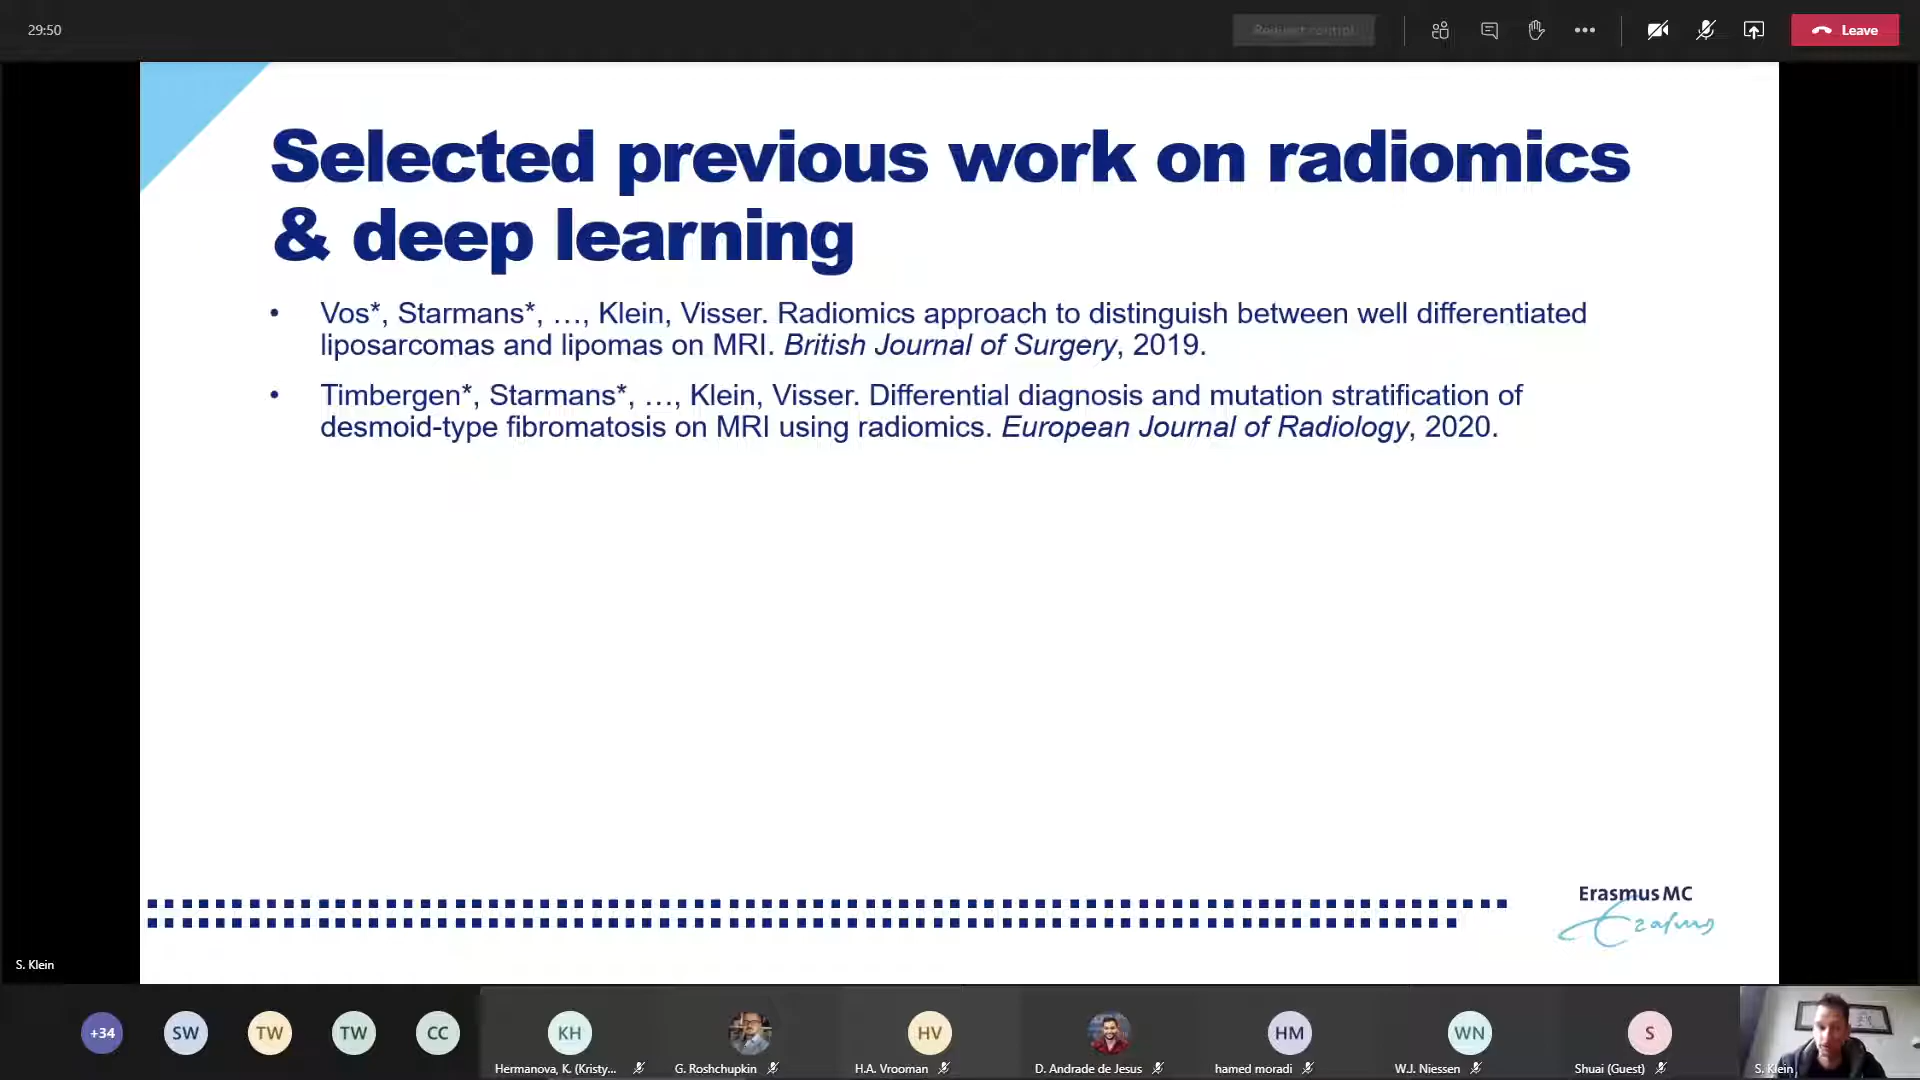 29:50
Request control
Leave
Selected previous work on radiomics
& deep learning
• Vos*, Starmans*, …, Klein, Visser. Radiomics approach to distinguish between well differentiated
liposarcomas and lipomas on MRI. British Journal of Surgery, 2019.
• Timbergen*, Starmans*, …, Klein, Visser. Differential diagnosis and mutation stratification of
desmoid-type fibromatosis on MRI using radiomics. European Journal of Radiology, 2020.
Erasmus MC
Erasmus
S. Klein
+34
SW
TW
TW
CC
KH
HV
HM
WN
S
Hermanova, K. (Kristy...
G. Roshchupkin
H.A. Vrooman
D. Andrade de Jesus
hamed moradi
W.J. Niessen
Shuai (Guest)
S. Klein